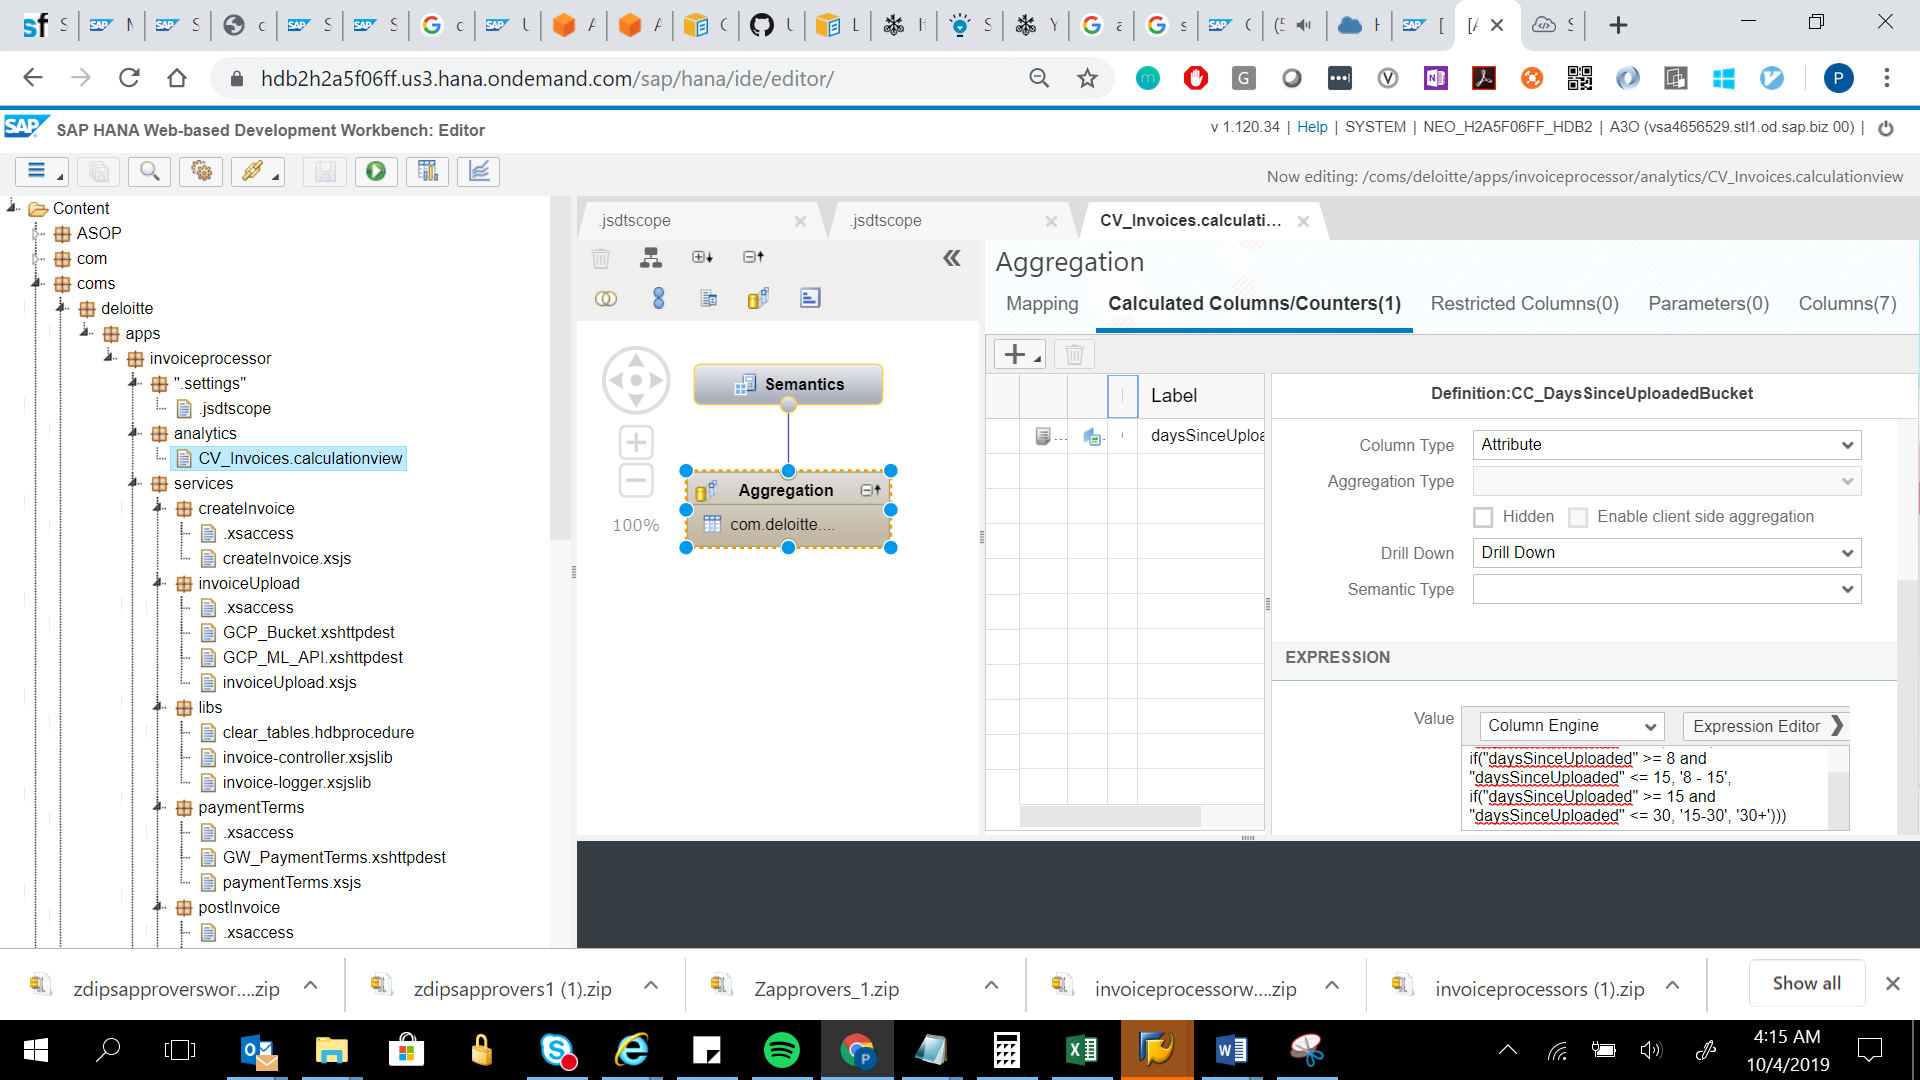 hdb2h2a5f06ff.us3.hana.ondemand.com/sap/hana/ide/editor/
SAP SAP HANA Web-based Development Workbench: Editor
v 1.120.34 | Help | SYSTEM | NEO_H2A5F06FF_HDB2 | A3O (vsa4656529.stl1.od.sap.biz 00) |
Now editing: /coms/deloitte/apps/invoiceprocessor/analytics/CV_Invoices.calculationview
Content
ASOP
com
coms
deloitte
apps
invoiceprocessor
".settings"
.jsdtscope
analytics
CV_Invoices.calculationview
services
createInvoice
.xsaccess
createInvoice.xsjs
invoiceUpload
.xsaccess
GCP_Bucket.xshttpdest
GCP_ML_API.xshttpdest
invoiceUpload.xsjs
libs
clear_tables.hdbprocedure
invoice-controller.xsjslib
invoice-logger.xsjslib
paymentTerms
.xsaccess
GW_PaymentTerms.xshttpdest
paymentTerms.xsjs
postInvoice
.xsaccess
.jsdtscope
.jsdtscope
CV_Invoices.calculati...
100%
Semantics
Aggregation
com.deloitte....
Aggregation
Mapping
Calculated Columns/Counters(1)
Restricted Columns(0)
Parameters(0)
Columns(7)
Label
daysSinceUploa
Definition:CC_DaysSinceUploadedBucket
Column Type Attribute
Aggregation Type
Hidden Enable client side aggregation
Drill Down Drill Down
Semantic Type
EXPRESSION
Value Column Engine Expression Editor
if("daysSinceUploaded" >= 8 and
"daysSinceUploaded" <= 15, '8 - 15',
if("daysSinceUploaded" >= 15 and
"daysSinceUploaded" <= 30, '15-30', '30+')))
zdipsapproverswor....zip
zdipsapprovers1 (1).zip
Zapprovers_1.zip
invoiceprocessorw....zip
invoiceprocessors (1).zip
Show all
4:15 AM
10/4/2019